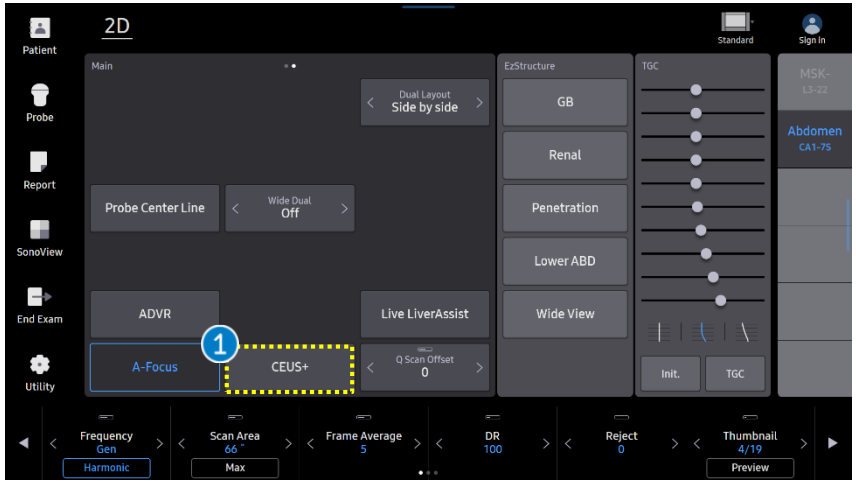 2D
Patient
Probe
Report
SonoView
End Exam
Utility
Standard
Sign In
Main
Dual Layout
Side by side
Probe Center Line
Wide Dual
Off
ADVR
Live LiverAssist
1
A-Focus
CEUS+
Q Scan Offset
0
EzStructure
GB
Renal
Penetration
Lower ABD
Wide View
TGC
Init.
TGC
MSK-
L3-22
Abdomen
CA1-7S
Frequency
Gen
Harmonic
Scan Area
66 ˚
Max
Frame Average
5
DR
100
Reject
0
Thumbnail
4/19
Preview